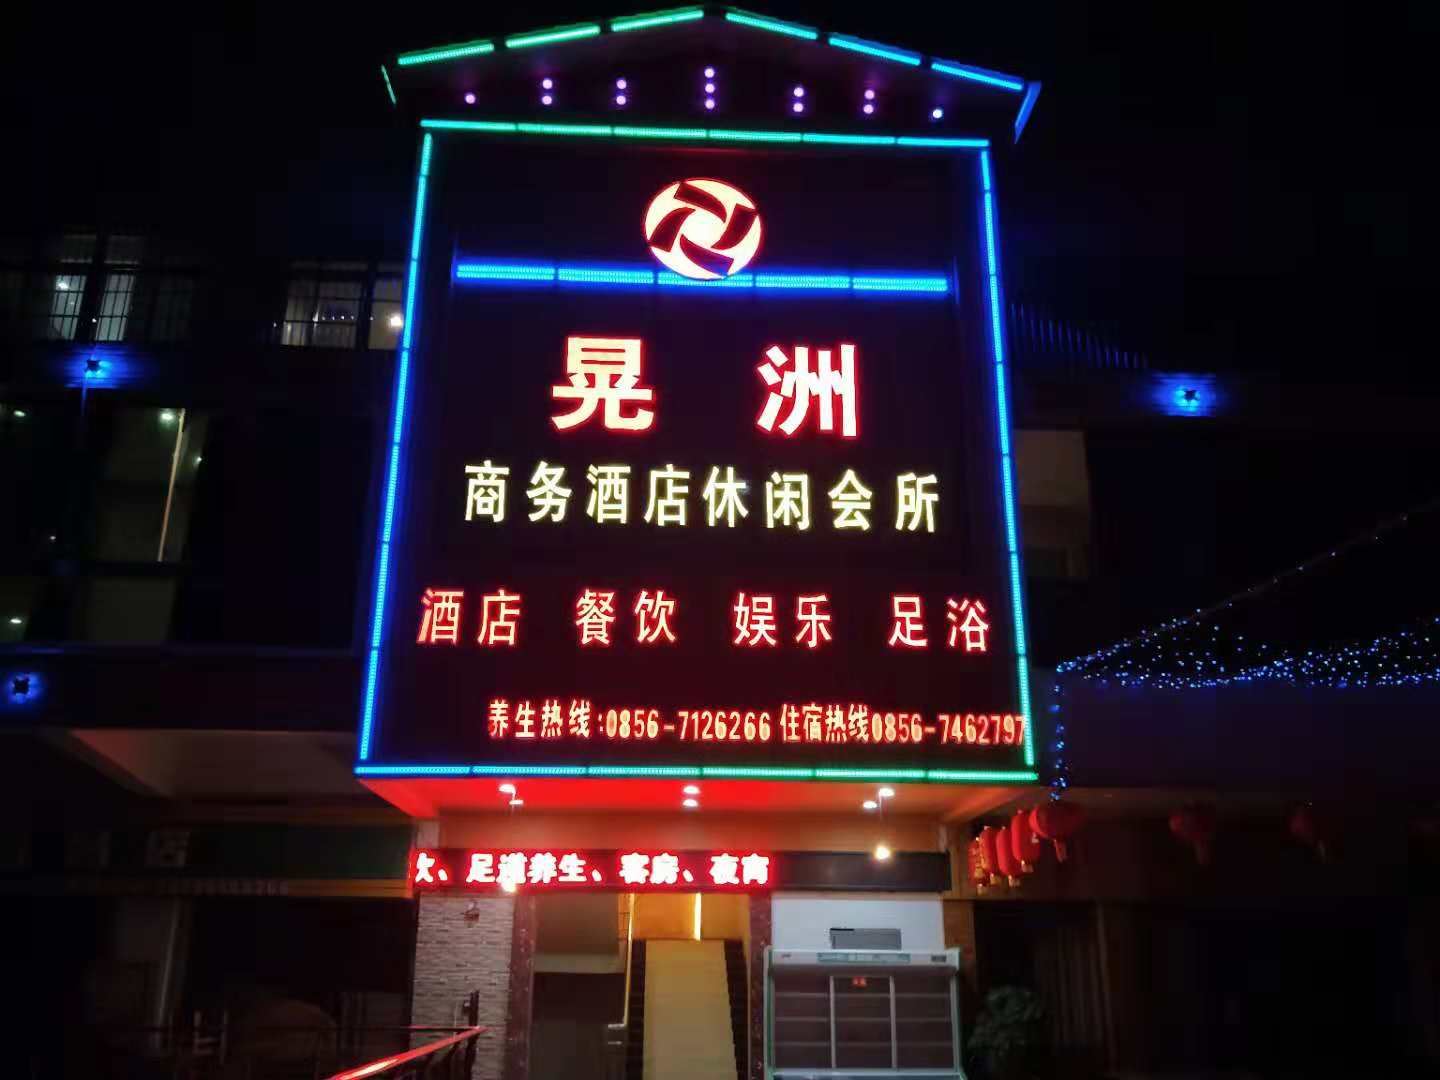 晃洲
商务酒店休闲会所
酒店 餐饮 娱乐 足浴
养生热线:0856-7126266 住宿热线0856-7462797
、足道养生、客房、夜宵